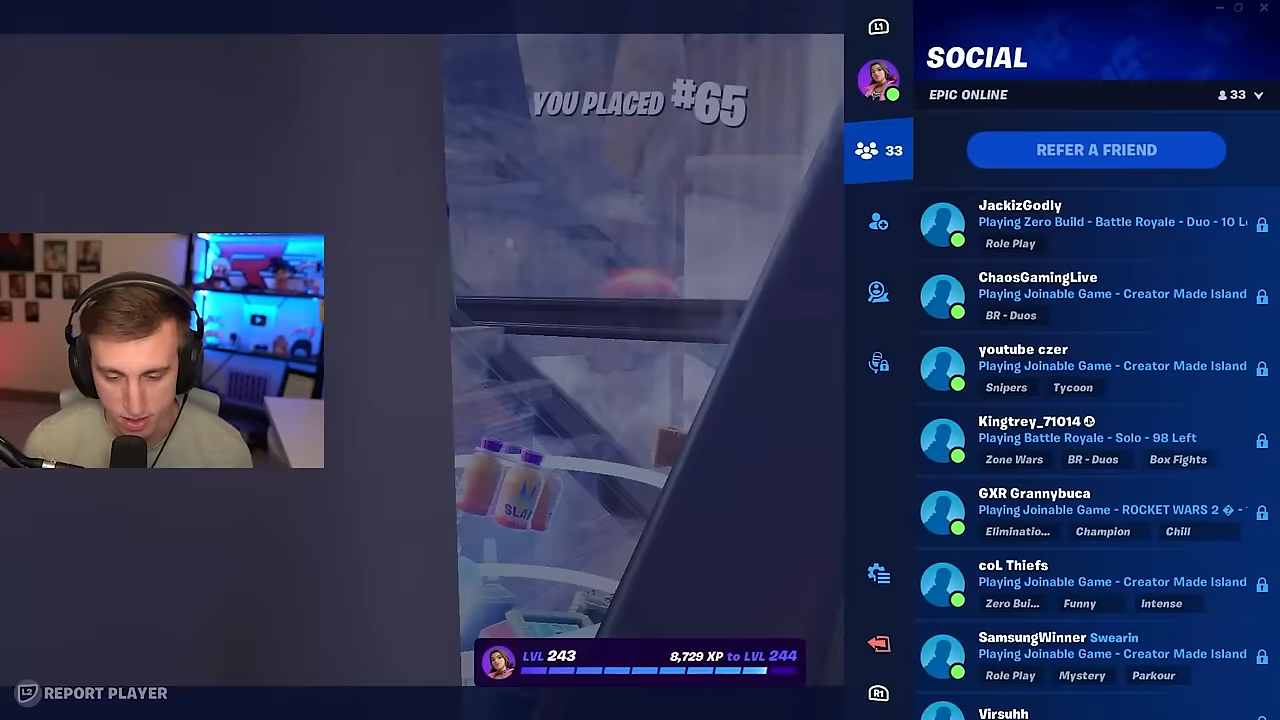 YOU PLACED #65
SLAP
LVL 243
8,729 XP to LVL 244
L2 REPORT PLAYER
L1
33
R1
SOCIAL
EPIC ONLINE
33
REFER A FRIEND
JackizGodly
Playing Zero Build - Battle Royale - Duo - 10 L
Role Play
ChaosGamingLive
Playing Joinable Game - Creator Made Island
BR - Duos
youtube czer
Playing Joinable Game - Creator Made Island
Snipers Tycoon
Kingtrey_71014
Playing Battle Royale - Solo - 98 Left
Zone Wars BR - Duos Box Fights
GXR Grannybuca
Playing Joinable Game - ROCKET WARS 2 � -
Eliminatio... Champion Chill
coL Thiefs
Playing Joinable Game - Creator Made Island
Zero Bui... Funny Intense
SamsungWinner Swearin
Playing Joinable Game - Creator Made Island
Role Play Mystery Parkour
Virsuhh